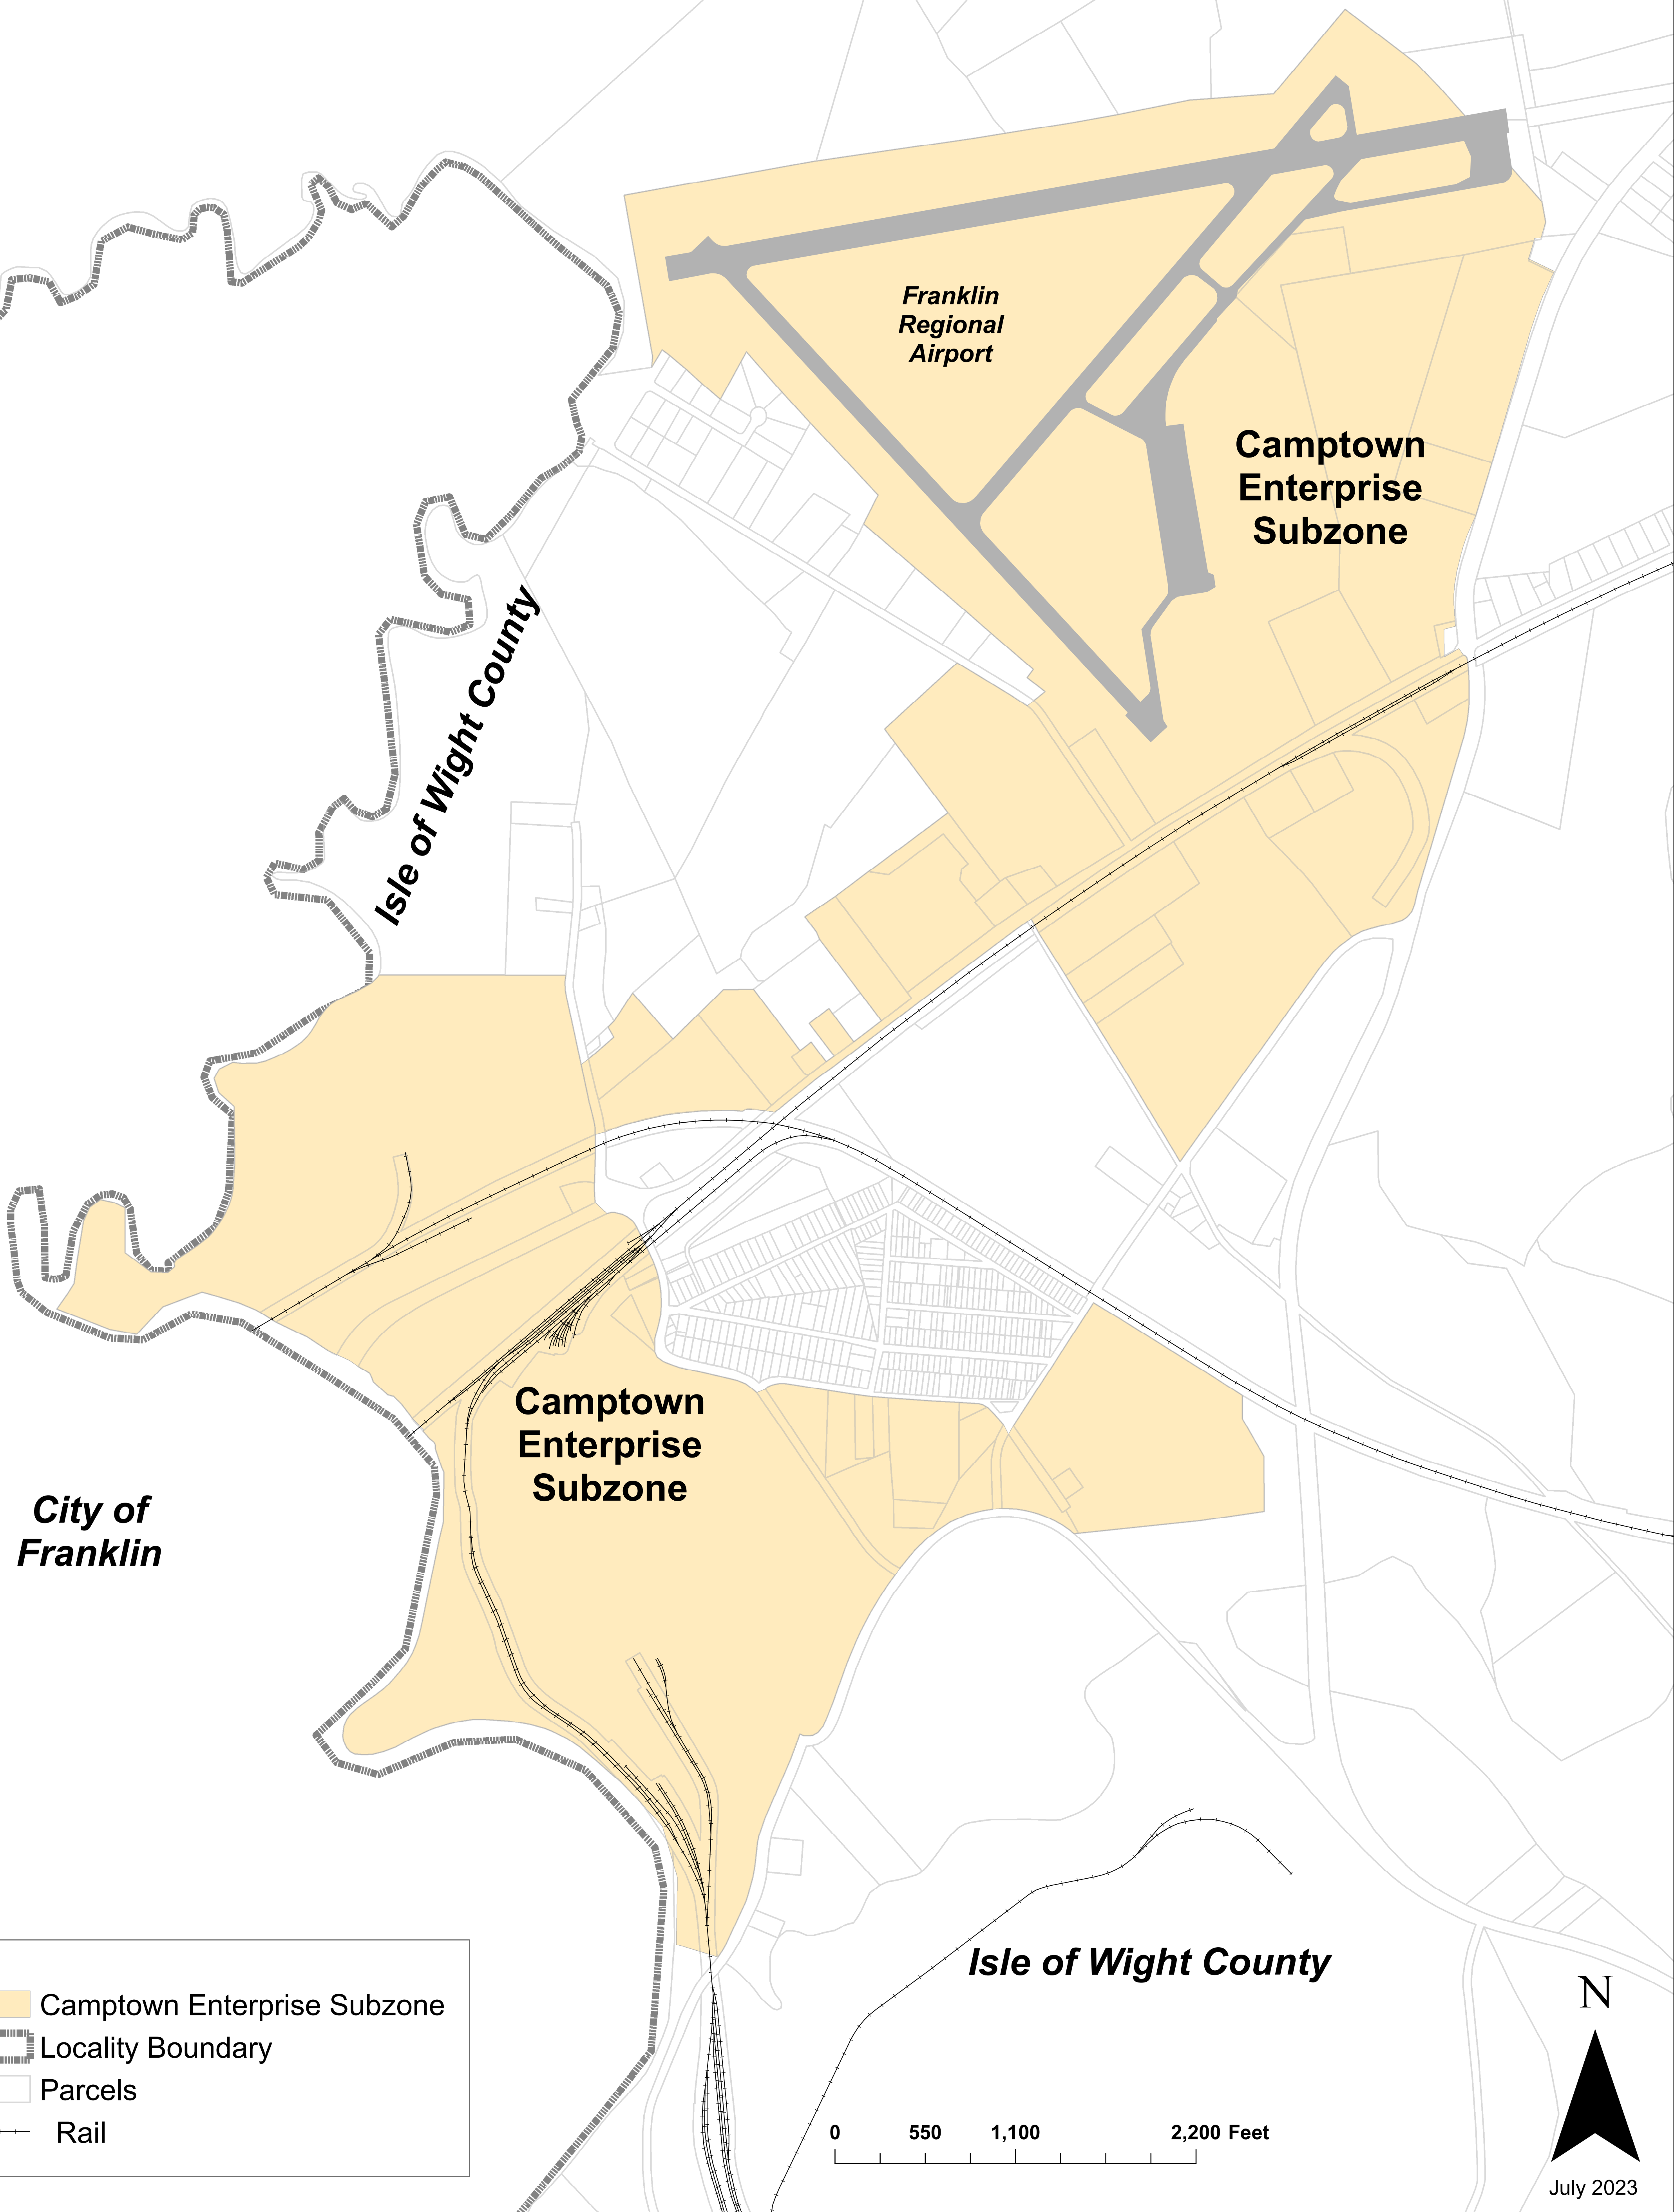 Franklin
Regional
Airport
Camptown
Enterprise
Subzone
Isle of Wight County
Camptown
Enterprise
Subzone
City of
Franklin
Isle of Wight County
Camptown Enterprise Subzone
Locality Boundary
Parcels
Rail
0 550 1,100 2,200 Feet
N
July 2023